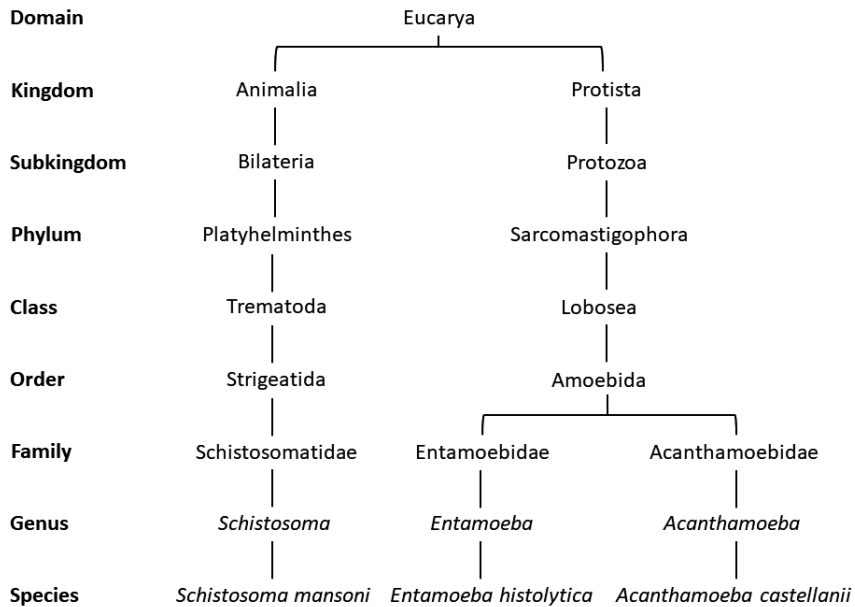 Domain Eucarya
Kingdom Animalia Protista
Subkingdom Bilateria Protozoa
Phylum Platyhelminthes Sarcomastigophora
Class Trematoda Lobosea
Order Strigeatida Amoebida
Family Schistosomatidae Entamoebidae Acanthamoebidae
Genus Schistosoma Entamoeba Acanthamoeba
Species Schistosoma mansoni Entamoeba histolytica Acanthamoeba castellanii